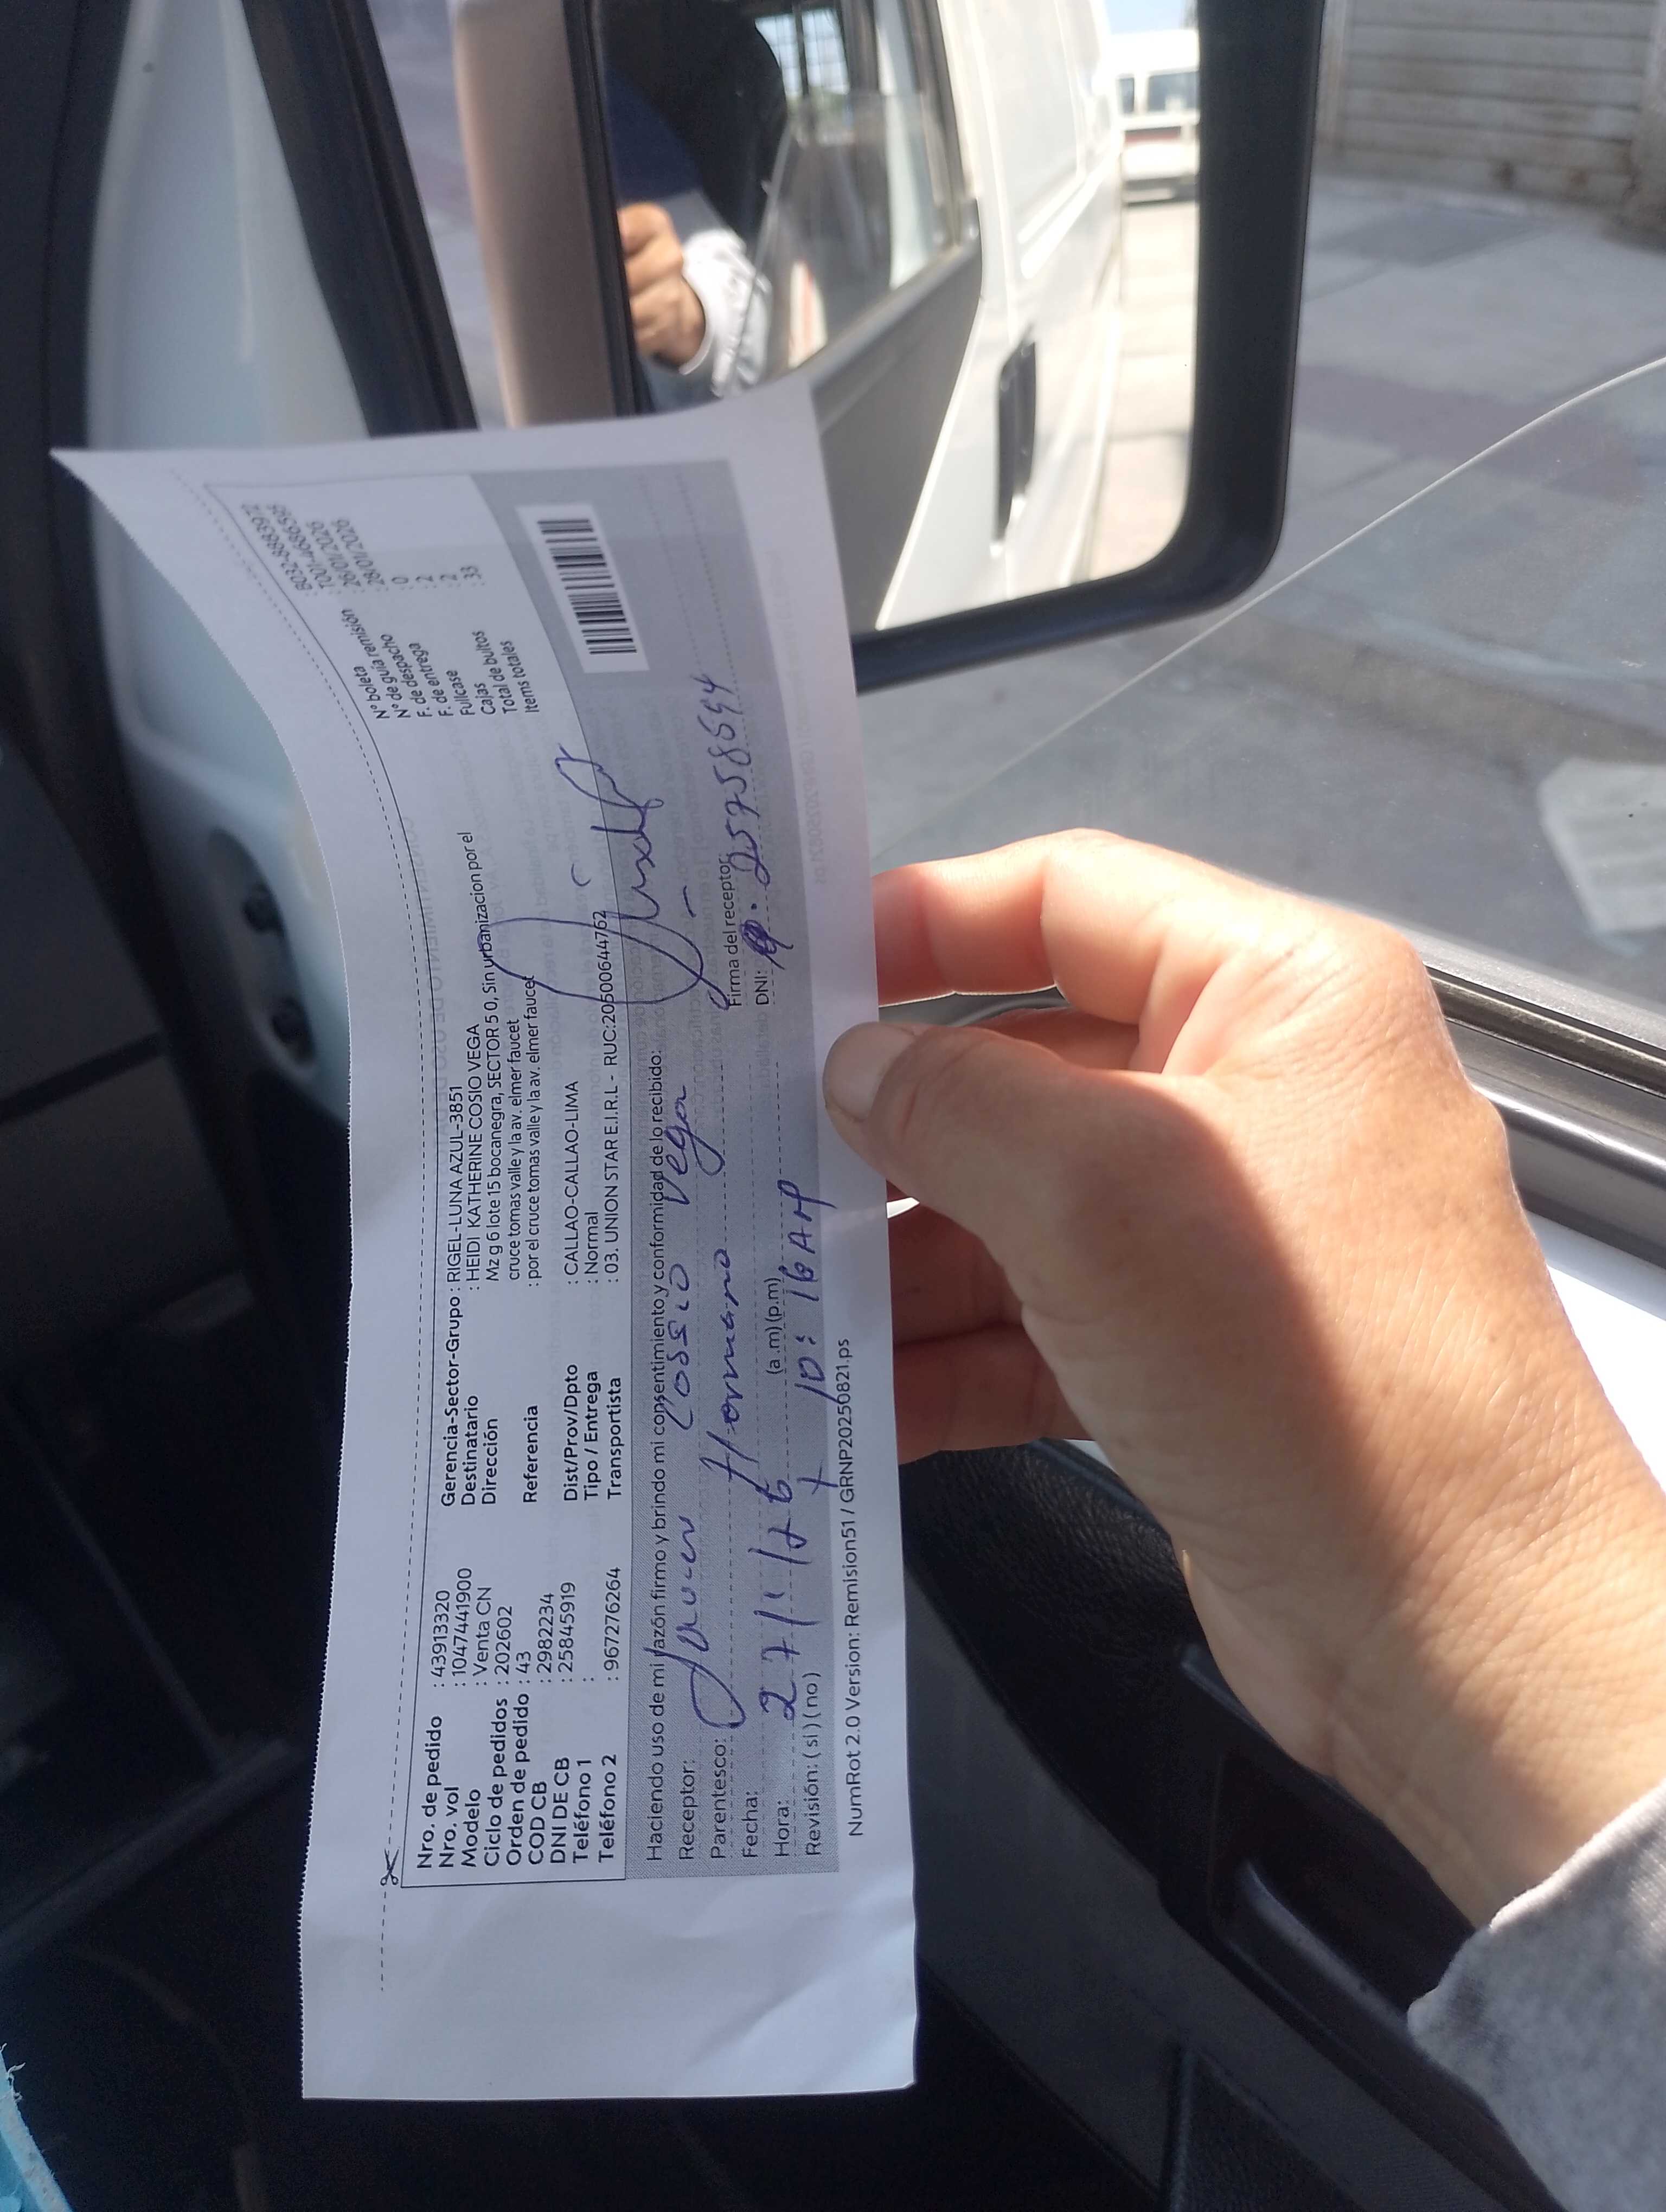 Nro. de pedido : 43913320
Nro. vol : 1047441900
Modelo : Venta CN
Ciclo de pedidos : 202602
Orden de pedido : 43
COD CB : 2982234
DNI DE CB : 25845919
Teléfono 1 :
Teléfono 2 : 967276264
Gerencia-Sector-Grupo : RIGEL-LUNA AZUL-3851
Destinatario : HEIDI KATHERINE COSIO VEGA
Dirección Mz g 6 lote 15 bocanegra, SECTOR 5 0, Sin urbanizacion por el
cruce tomas valle y la av. elmer faucet
Referencia : por el cruce tomas valle y la av. elmer faucet
Dist/Prov/Dpto : CALLAO-CALLAO-LIMA
Tipo / Entrega : Normal
Transportista : 03. UNION STAR E.I.R.L - RUC:20500644762
N° boleta
N° de guía remisión
N° de despacho
F. de despacho 26/01/2026
F. de entrega 28/01/2026
Fullcase : 0
Cajas : 2
Total de bultos : 2
Items totales : 33
Haciendo uso de mi razón firmo y brindo mi consentimiento y conformidad de lo recibido:
Receptor: Cossio Vega
Parentesco: Hermano
Firma del receptor
Fecha: 27/1/26
DNI: 25758694
Hora: (a .m) (p.m) 10:16 AM
Revisión: ( si ) ( no )
NumRot 2.0 Version: Remision51 / GRNP20250821.ps